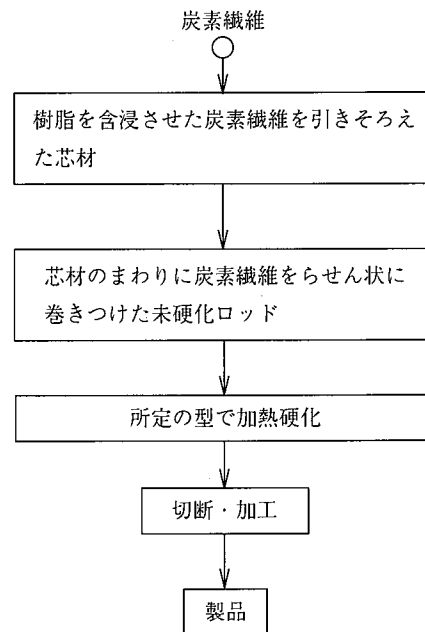 炭素繊維
樹脂を含浸させた炭素繊維を引きそろえ
た芯材
芯材のまわりに炭素繊維をらせん状に
巻きつけた未硬化ロッド
所定の型で加熱硬化
切断・加工
製品